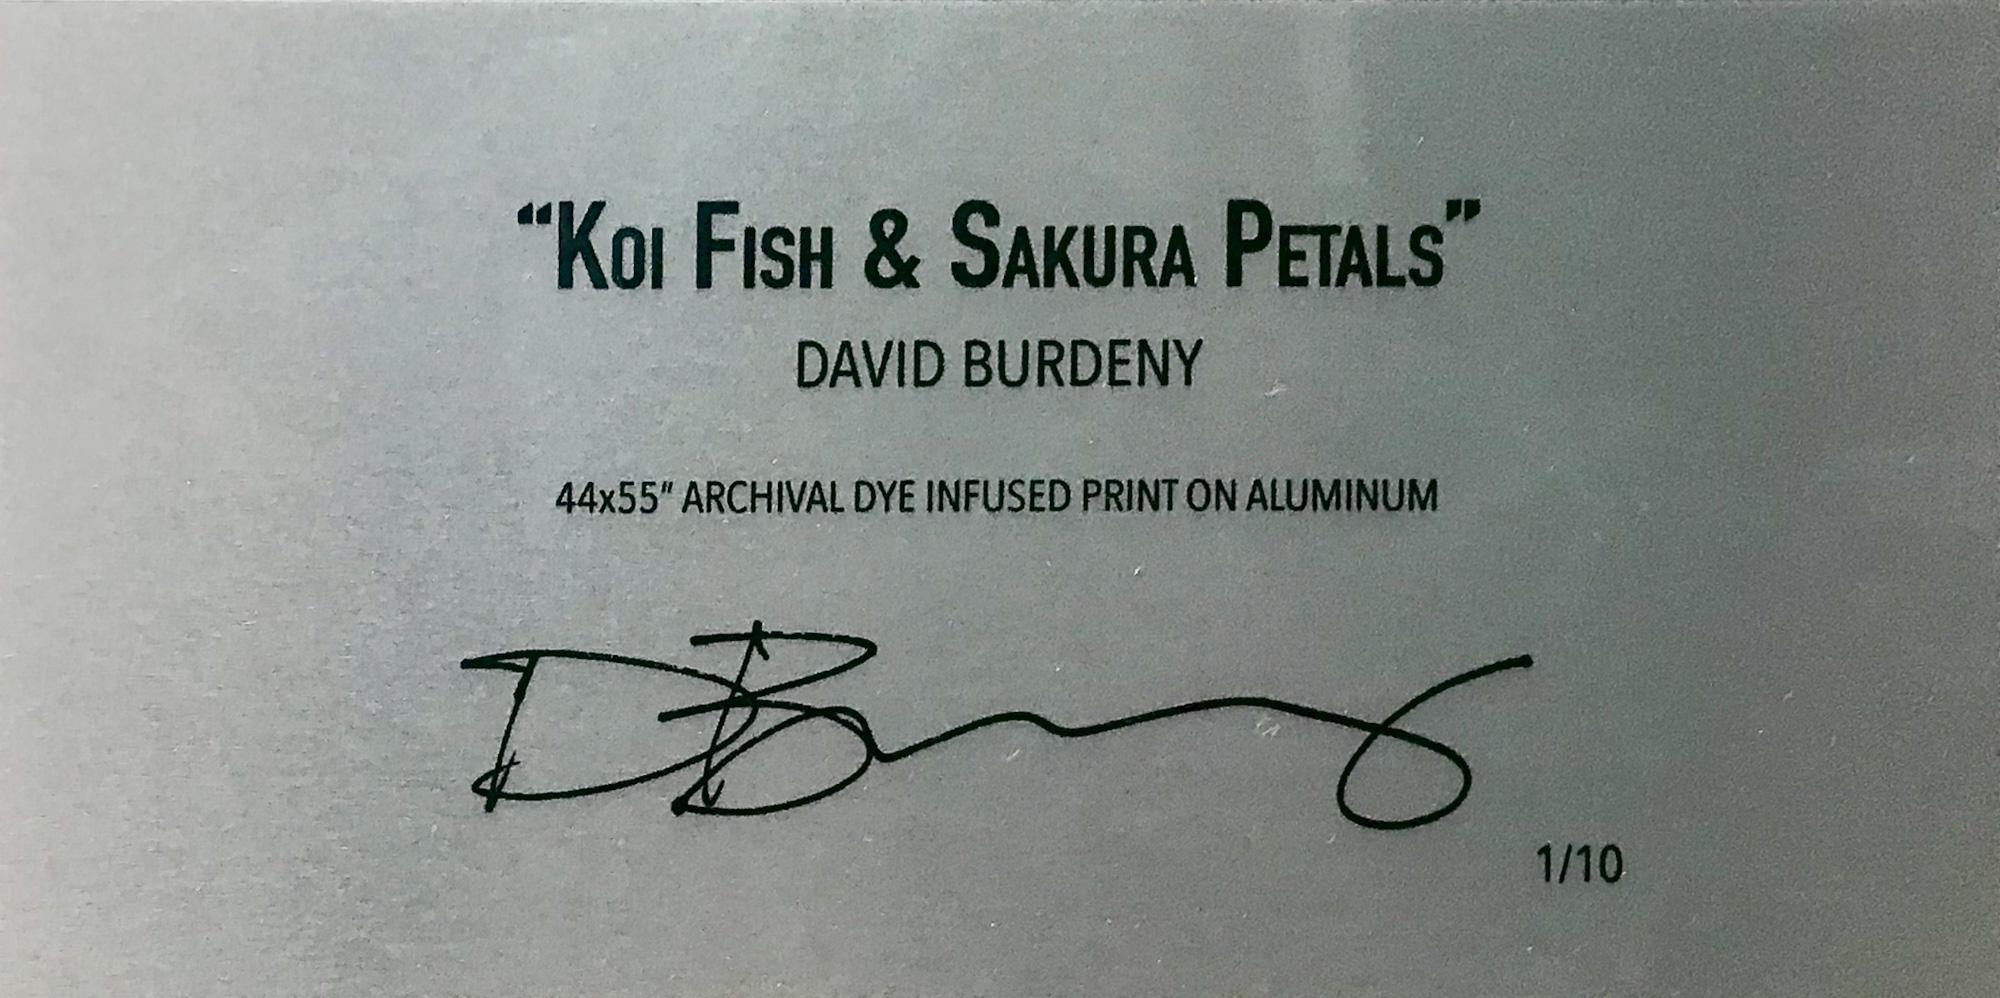 “KOI FISH & SAKURA PETALS”
DAVID BURDENY
44x55" ARCHIVAL DYE INFUSED PRINT ON ALUMINUM
1/10